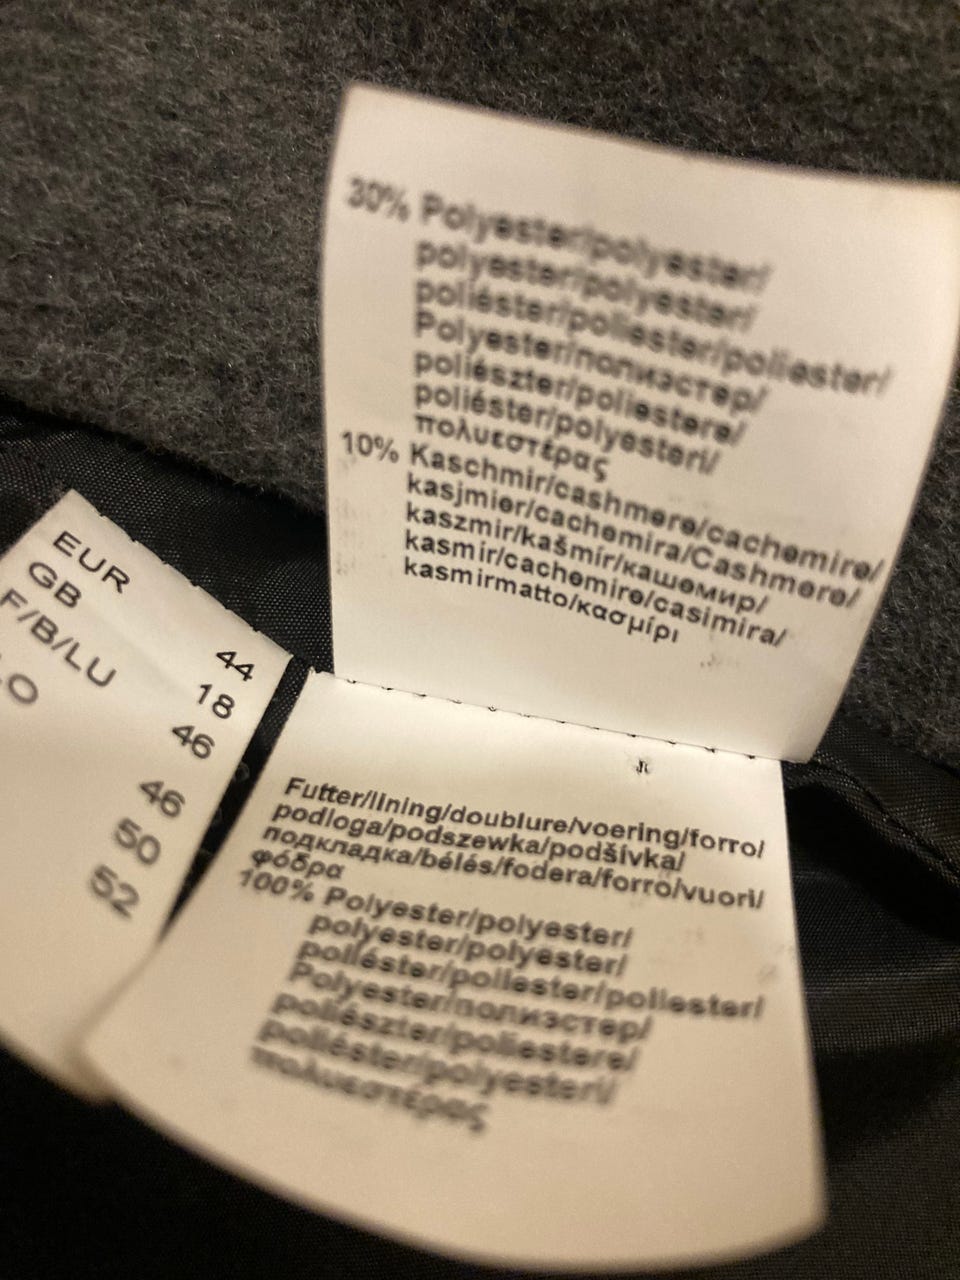 30% Polyester/polyester/
polyester/polyester/
poliéster/poliester/poliester/
Polyester/полиэстер/
poliészter/poliestere/
poliéster/polyesteri/
πολυεστέρας
10% Kaschmir/cashmere/cachemire/
kasjmier/cachemira/Cashmere/
kaszmir/kašmír/кашемир/
kasmír/cachemire/casimira/
kasmirmatto/κασμίρι
EUR 44
GB 18
F/B/LU 46
46
50
52
Futter/lining/doublure/voering/forro/
podloga/podszewka/podšívka/
подкладка/bélés/fodera/forro/vuori/
φόδρα
100% Polyester/polyester/
polyester/polyester/
poliéster/poliester/poliester/
Polyester/полиэстер/
poliészter/poliestere/
poliéster/polyesteri/
πολυεστέρας